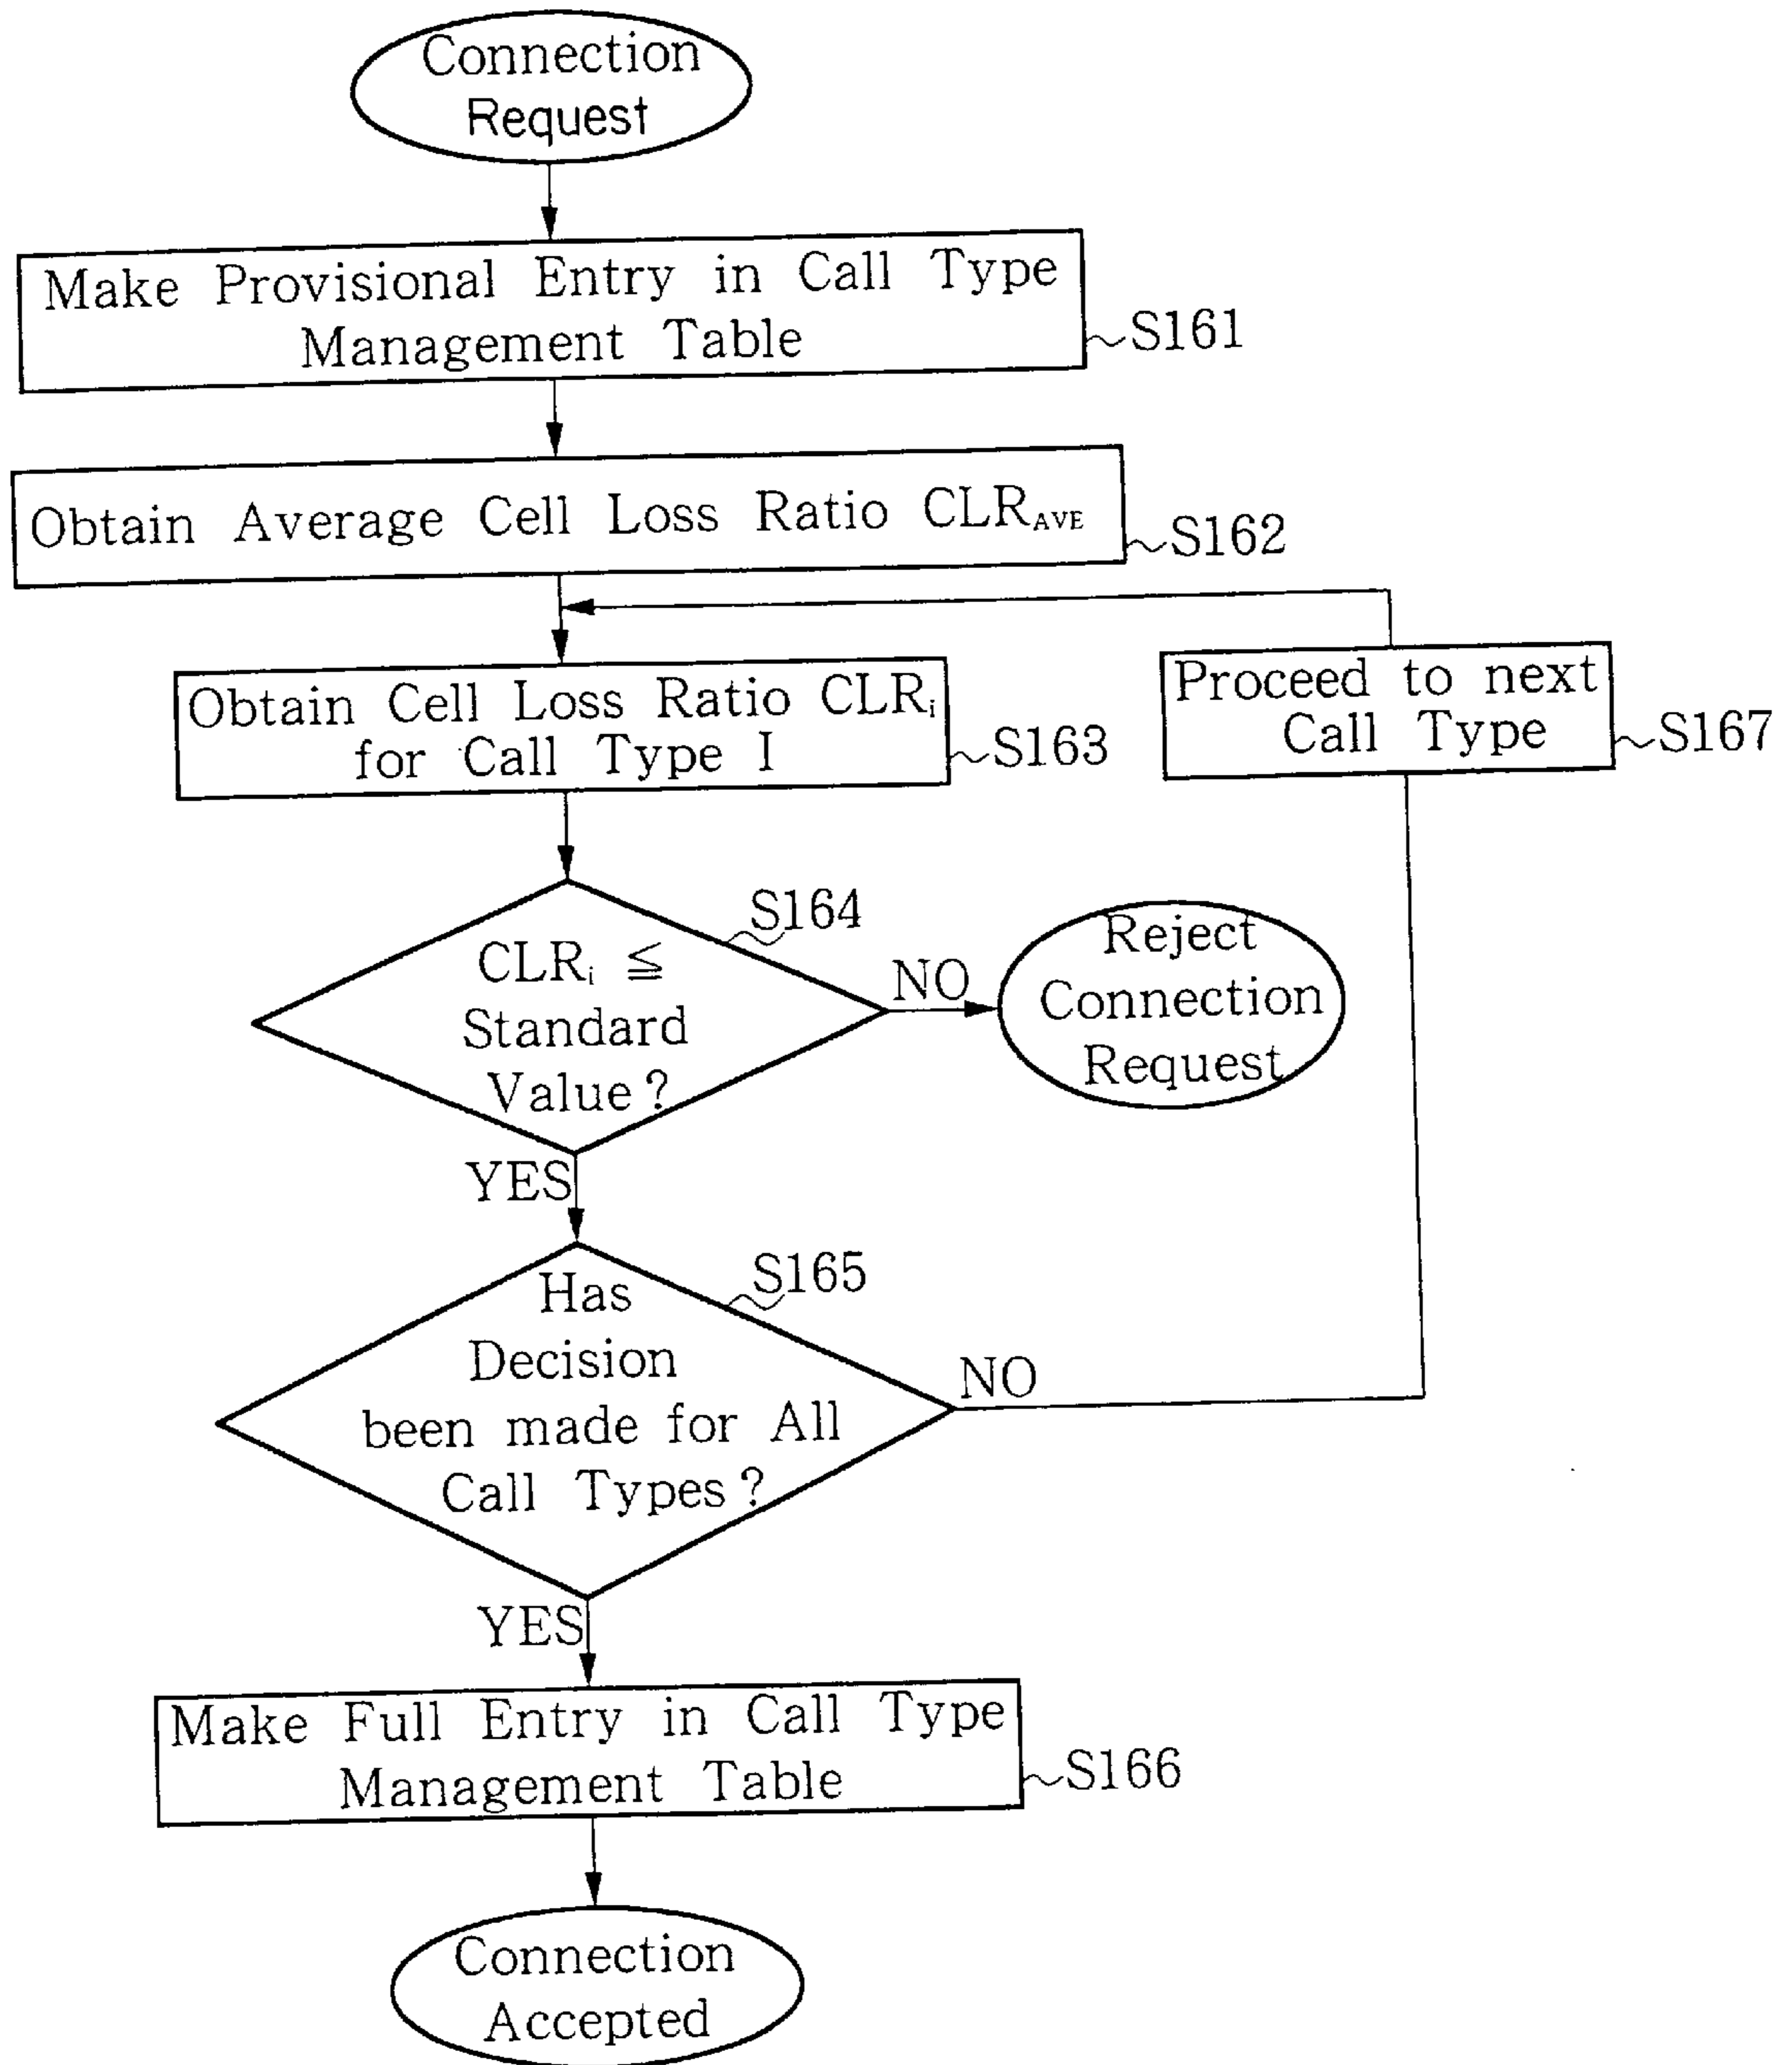 Connection
Request
Make Provisional Entry in Call Type
Management Table
S161
Obtain Average Cell Loss Ratio CLRAVE
S162
Obtain Cell Loss Ratio CLRi
for Call Type I
S163
Proceed to next
Call Type
S167
S164
CLRi ≦
Standard
Value?
NO
Reject
Connection
Request
YES
S165
Has
Decision
been made for All
Call Types?
NO
YES
Make Full Entry in Call Type
Management Table
S166
Connection
Accepted